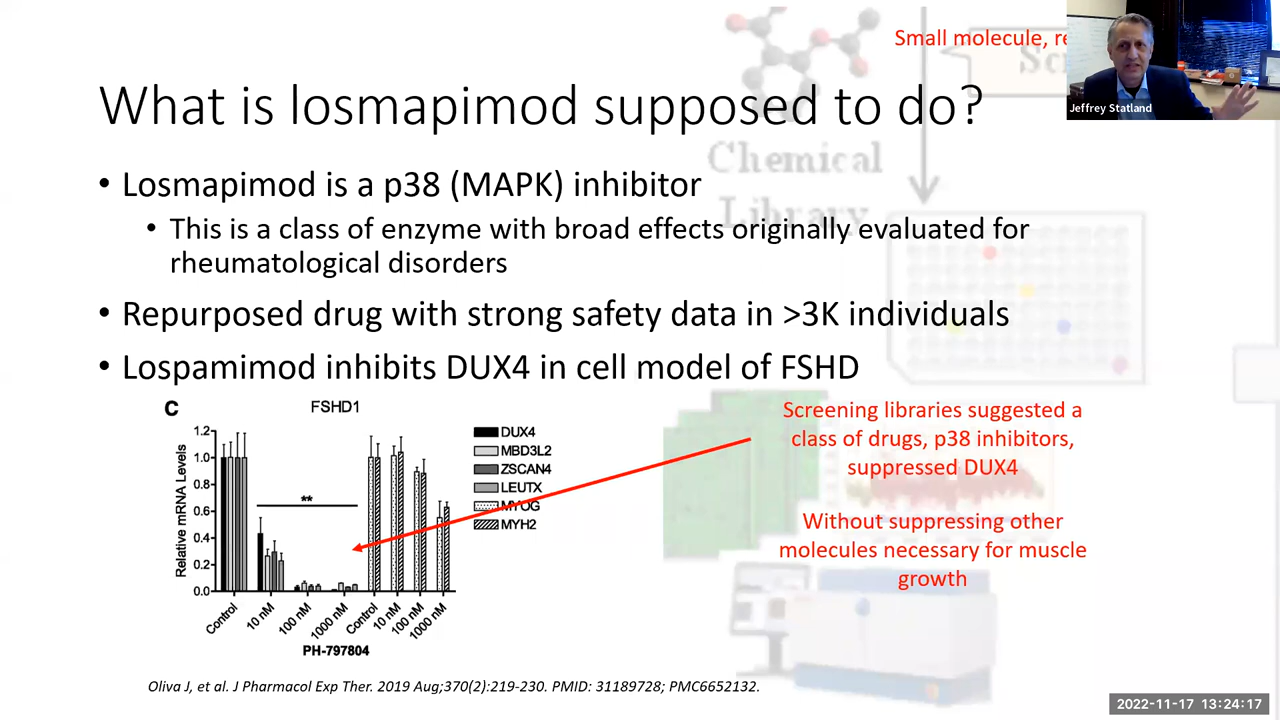 Small molecule, re
Jeffrey Statland
What is losmapimod supposed to do?
Chemical
Library
• Losmapimod is a p38 (MAPK) inhibitor
• This is a class of enzyme with broad effects originally evaluated for
rheumatological disorders
• Repurposed drug with strong safety data in >3K individuals
• Lospamimod inhibits DUX4 in cell model of FSHD
C
FSHD1
Relative mRNA Levels
1.2
1.0
0.8
0.6
0.4
0.2
0.0
**
DUX4
MBD3L2
ZSCAN4
LEUTX
MYOG
MYH2
Control 10 nM 100 nM 1000 nM Control 10 nM 100 nM 1000 nM
PH-797804
Screening libraries suggested a
class of drugs, p38 inhibitors,
suppressed DUX4
Without suppressing other
molecules necessary for muscle
growth
Oliva J, et al. J Pharmacol Exp Ther. 2019 Aug;370(2):219-230. PMID: 31189728; PMC6652132.
2022-11-17 13:24:17